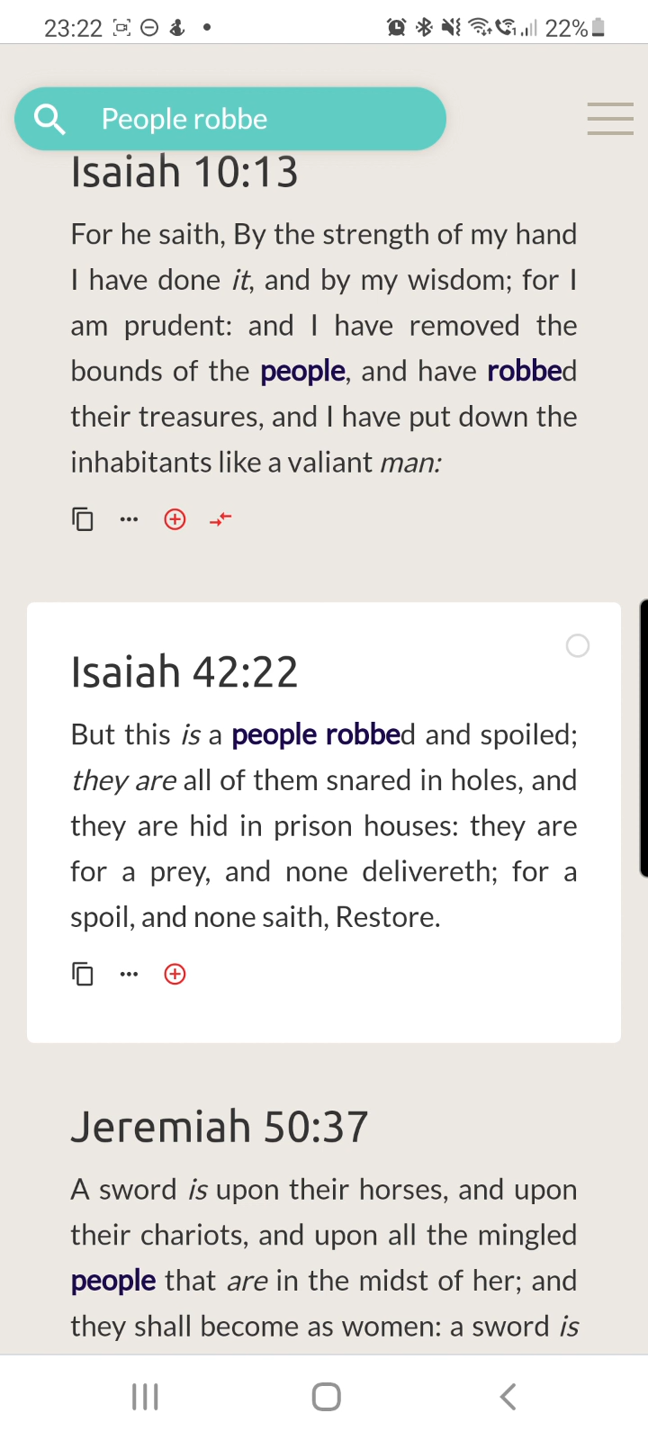 23:22
22%
People robbe
Isaiah 10:13
For he saith, By the strength of my hand
I have done it, and by my wisdom; for I
am prudent: and I have removed the
bounds of the people, and have robbed
their treasures, and I have put down the
inhabitants like a valiant man:
Isaiah 42:22
But this is a people robbed and spoiled;
they are all of them snared in holes, and
they are hid in prison houses: they are
for a prey, and none delivereth; for a
spoil, and none saith, Restore.
Jeremiah 50:37
A sword is upon their horses, and upon
their chariots, and upon all the mingled
people that are in the midst of her; and
they shall become as women: a sword is